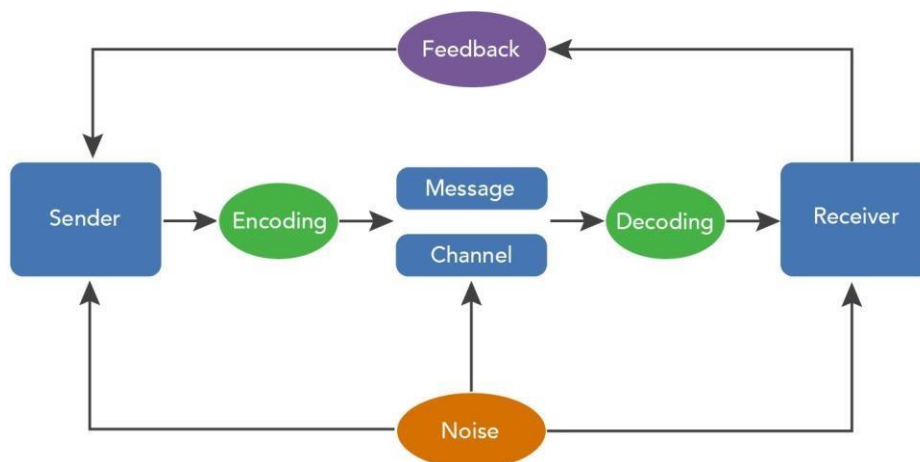 Feedback
Sender
Encoding
Message
Channel
Decoding
Receiver
Noise